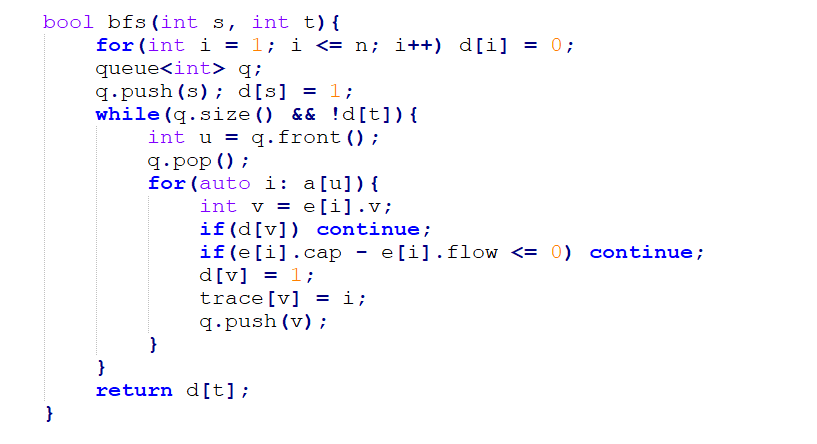 bool bfs(int s, int t){
    for(int i = 1; i <= n; i++) d[i] = 0;
    queue<int> q;
    q.push(s); d[s] = 1;
    while(q.size() && !d[t]){
        int u = q.front();
        q.pop();
        for(auto i: a[u]){
            int v = e[i].v;
            if(d[v]) continue;
            if(e[i].cap - e[i].flow <= 0) continue;
            d[v] = 1;
            trace[v] = i;
            q.push(v);
        }
    }
    return d[t];
}